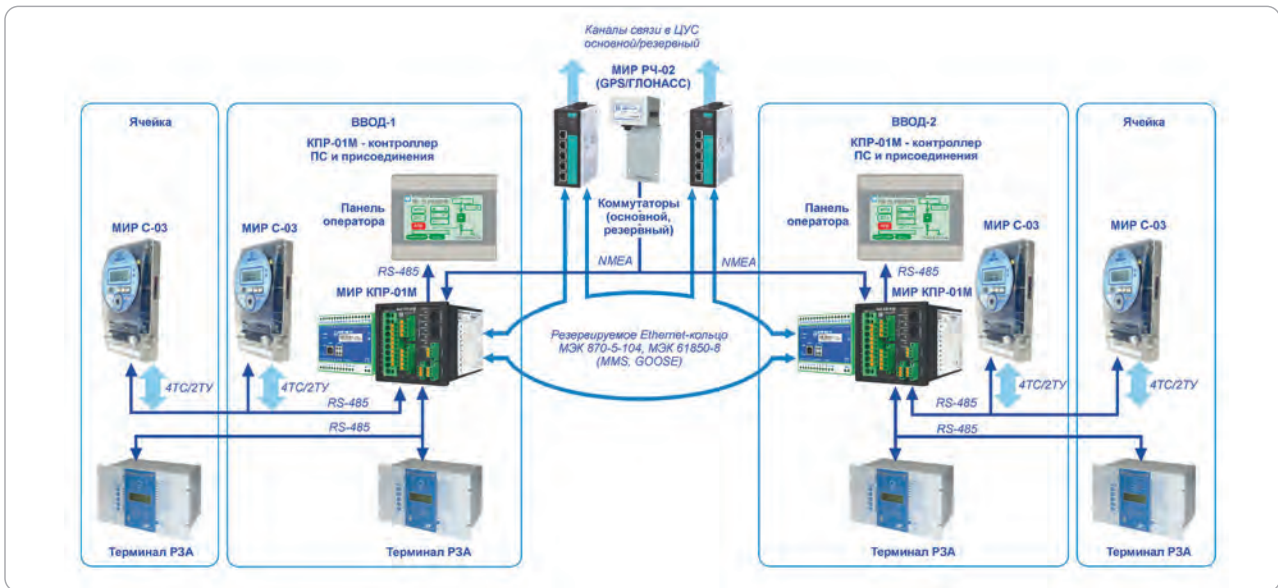 Каналы связи в ЦУС
основной/резервный
МИР РЧ-02
(GPS/ГЛОНАСС)
Ячейка
ВВОД-1
КПР-01М - контроллер
ПС и присоединения
Панель
оператора
МИР С-03
МИР С-03
RS-485
МИР КПР-01М
4ТС/2ТУ
4ТС/2ТУ
RS-485
RS-485
Терминал РЗА
Терминал РЗА
Коммутаторы
(основной,
резервный)
NMEA
NMEA
Резервируемое Ethernet-кольцо
МЭК 870-5-104, МЭК 61850-8
(MMS, GOOSE)
ВВОД-2
Ячейка
КПР-01М - контроллер
ПС и присоединения
Панель
оператора
МИР С-03
МИР С-03
RS-485
МИР КПР-01М
4ТС/2ТУ
4ТС/2ТУ
RS-485
RS-485
Терминал РЗА
Терминал РЗА